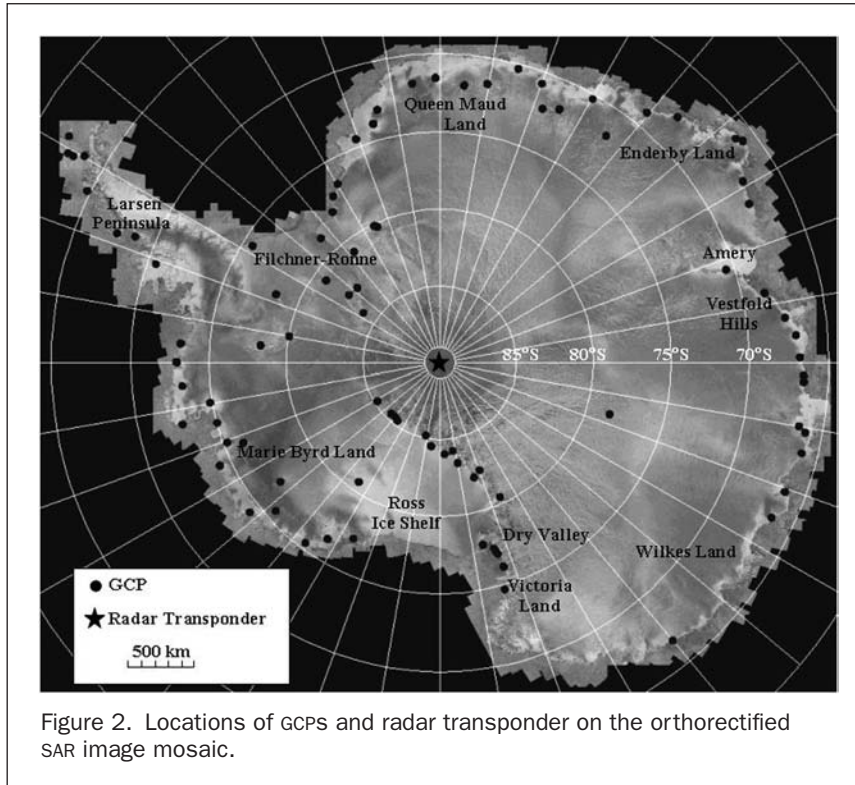 Queen Maud
Land
Enderby Land
Larsen
Peninsula
Filchner-Ronne
Amery
Vestfold
Hills
85°S 80°S 75°S 70°S
Marie Byrd Land
Ross
Ice Shelf
Dry Valley
Wilkes Land
Victoria
Land
GCP
Radar Transponder
500 km
Figure 2. Locations of GCPs and radar transponder on the orthorectified
SAR image mosaic.